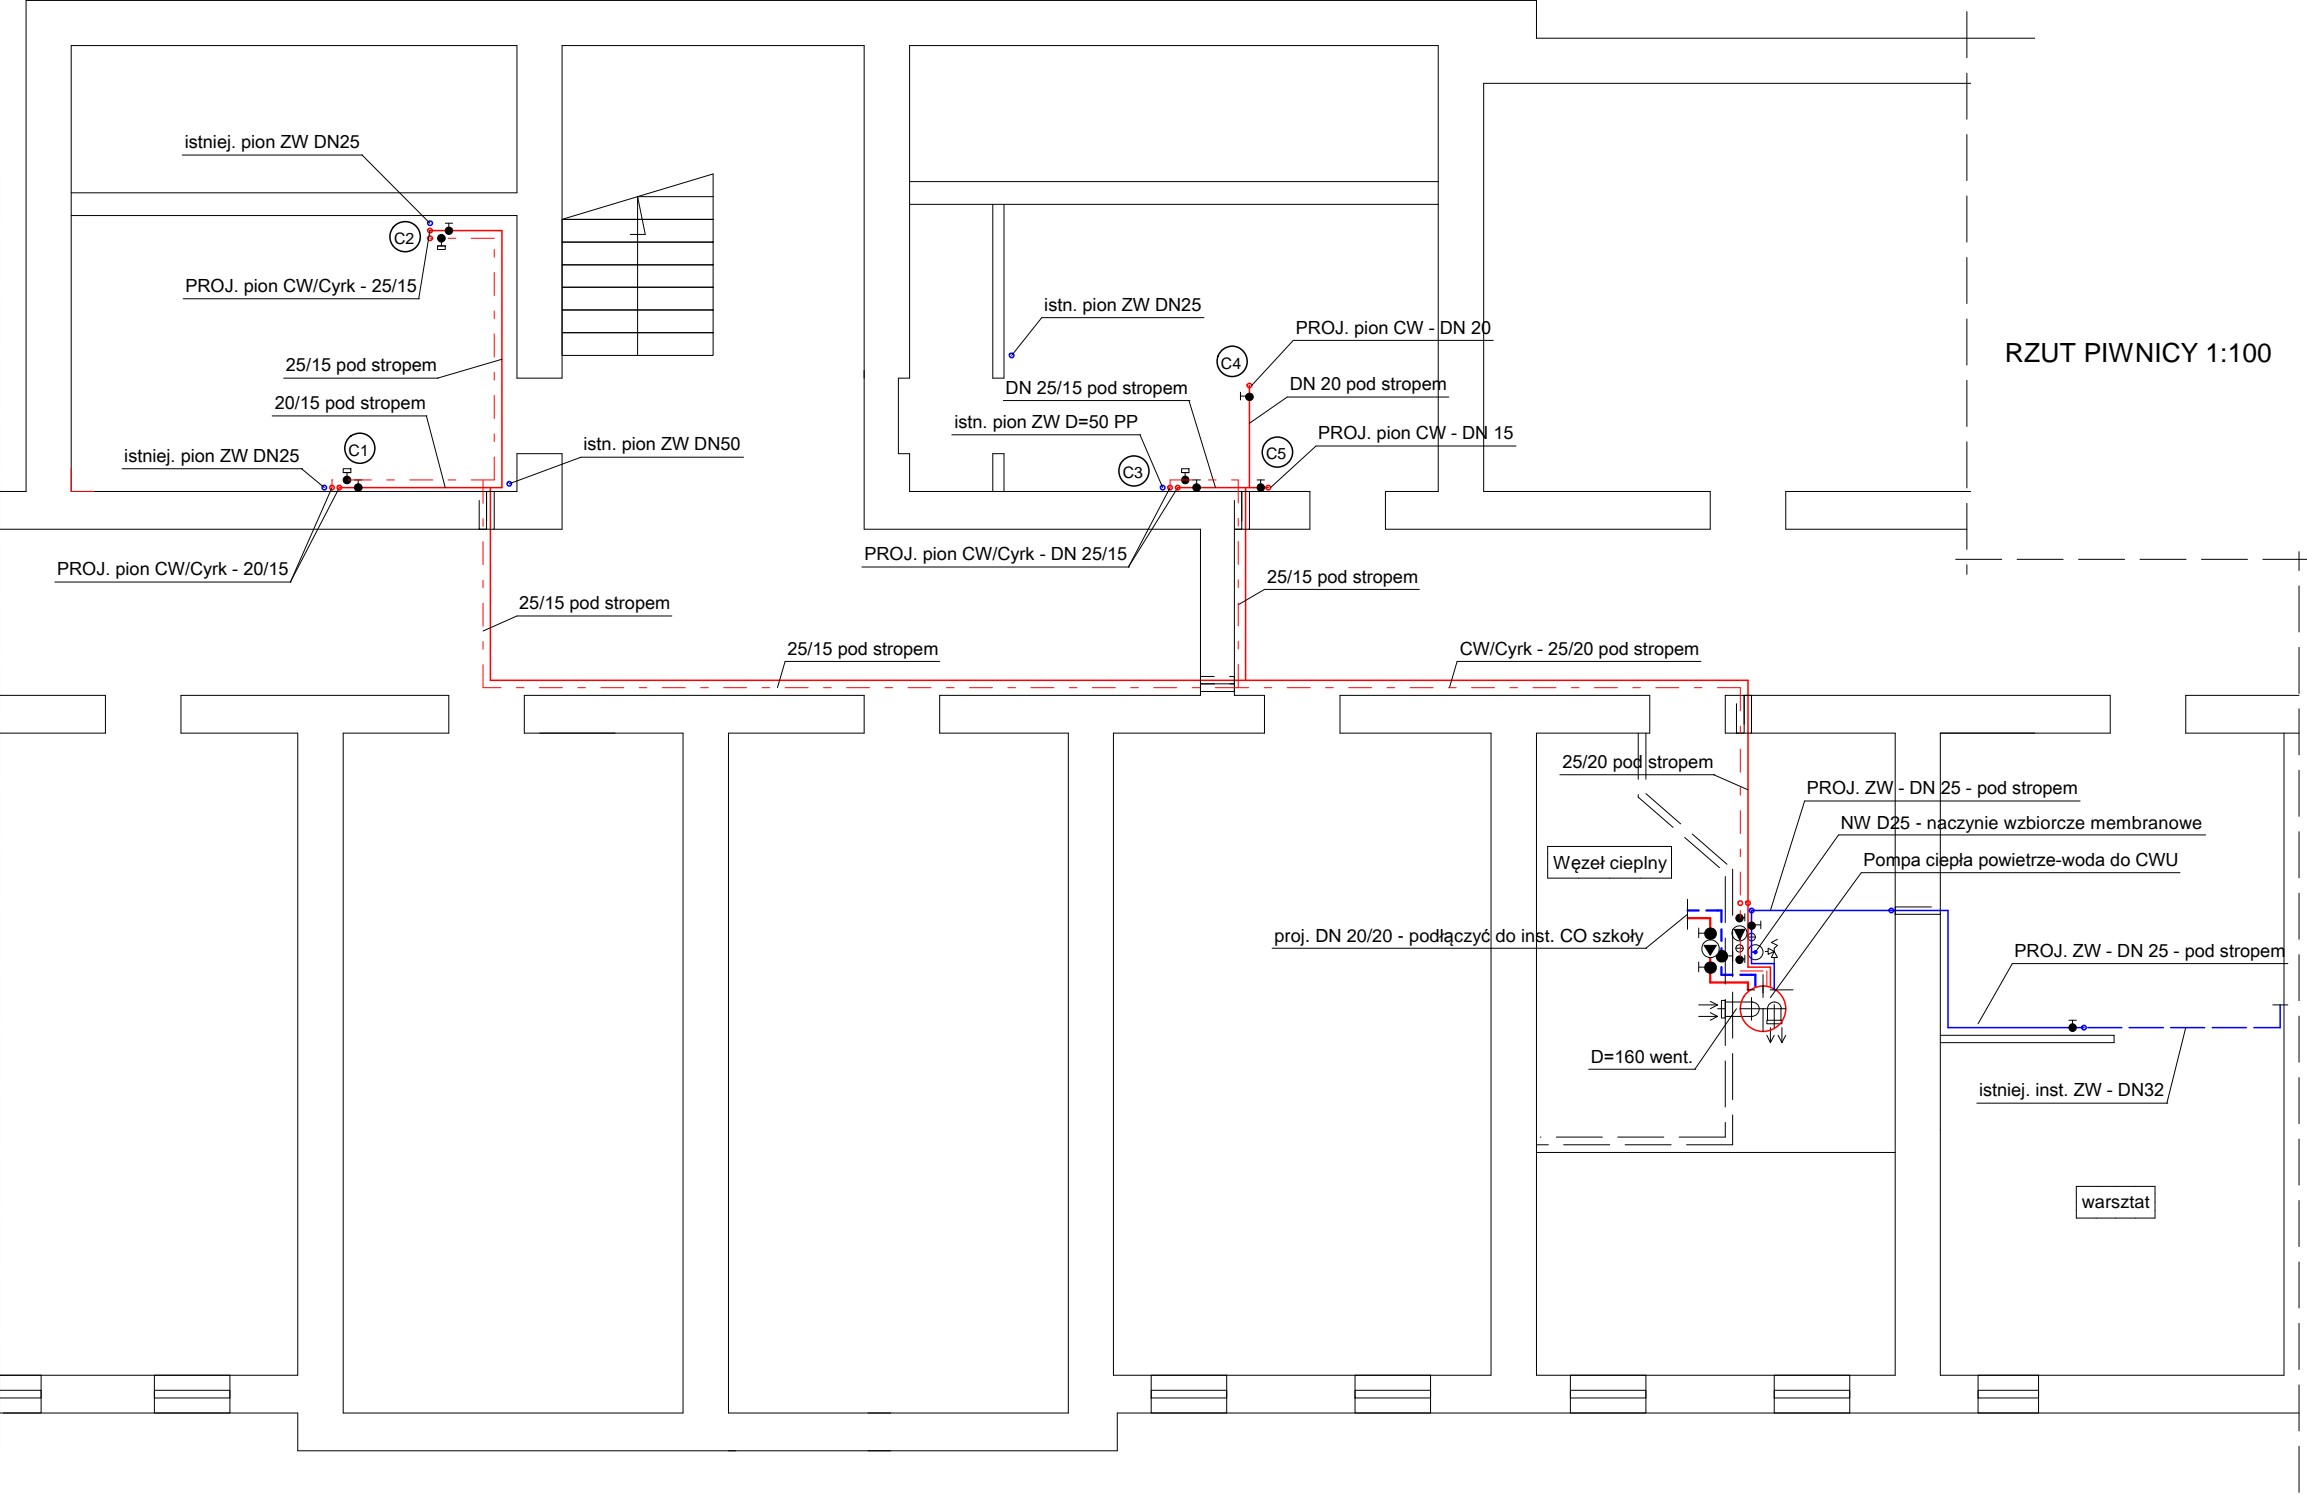 istniej. pion ZW DN25
C2
PROJ. pion CW/Cyrk - 25/15
25/15 pod stropem
20/15 pod stropem
C1
istniej. pion ZW DN25
istn. pion ZW DN50
PROJ. pion CW/Cyrk - 20/15
25/15 pod stropem
25/15 pod stropem
istn. pion ZW DN25
PROJ. pion CW - DN 20
C4
DN 25/15 pod stropem
DN 20 pod stropem
istn. pion ZW D=50 PP
PROJ. pion CW - DN 15
C5
C3
PROJ. pion CW/Cyrk - DN 25/15
25/15 pod stropem
CW/Cyrk - 25/20 pod stropem
RZUT PIWNICY 1:100
25/20 pod stropem
PROJ. ZW - DN 25 - pod stropem
NW D25 - naczynie wzbiorcze membranowe
Pompa ciepła powietrze-woda do CWU
Węzeł cieplny
proj. DN 20/20 - podłączyć do inst. CO szkoły
PROJ. ZW - DN 25 - pod stropem
D=160 went.
istniej. inst. ZW - DN32
warsztat